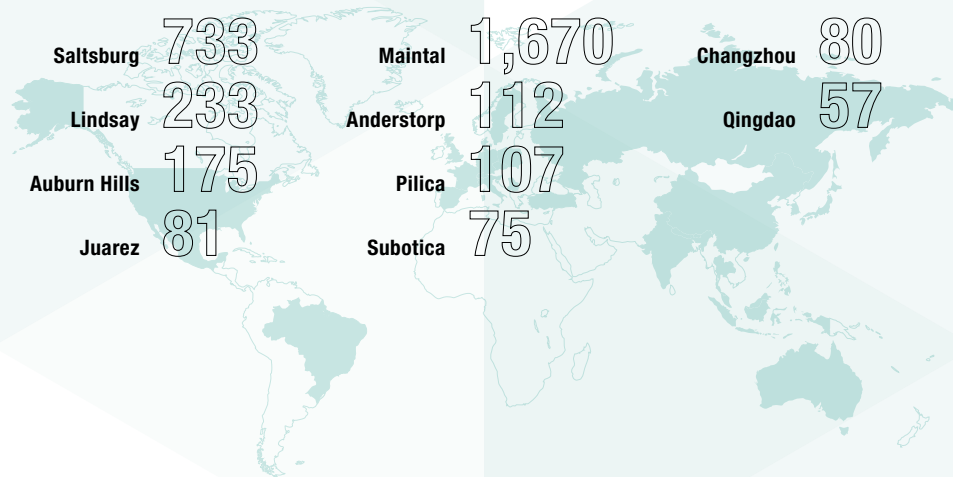 Saltsburg 733
Lindsay 233
Auburn Hills 175
Juarez 81
Maintal 1,670
Anderstorp 112
Pilica 107
Subotica 75
Changzhou 80
Qingdao 57